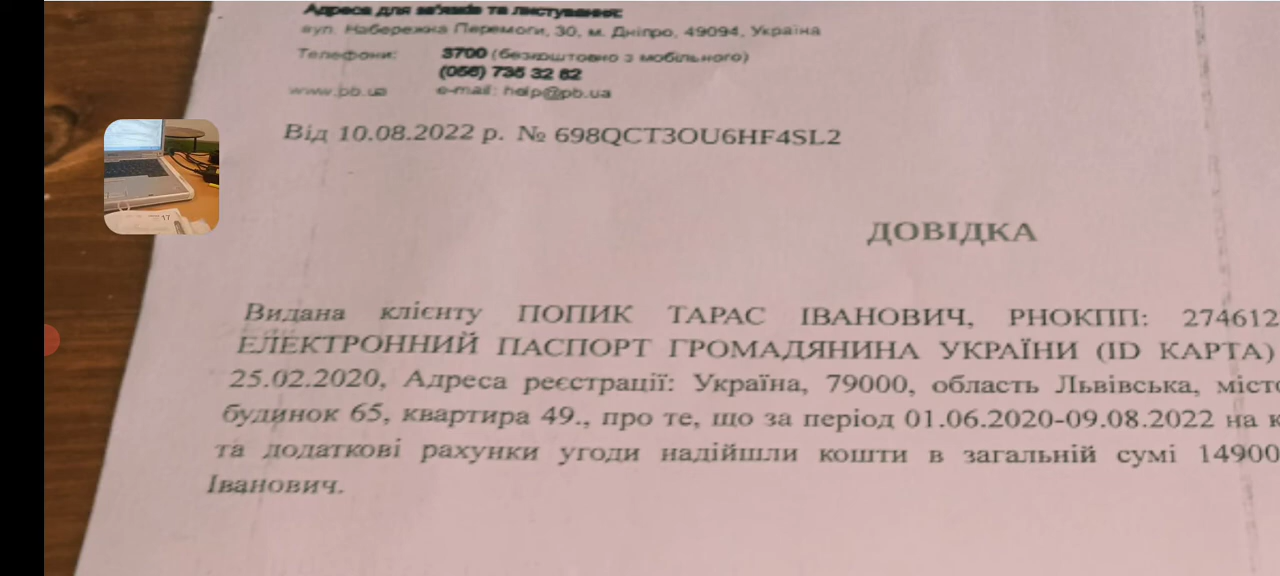 Адреса для зв'язків та листування:
вул. Набережна Перемоги, 30, м. Дніпро, 49094, Україна
Телефони: 3700 (безкоштовно з мобільного)
(056) 735 32 62
www.pb.ua e-mail: help@pb.ua
Від 10.08.2022 р. № 698QCT3OU6HF4SL2
ДОВІДКА
Видана клієнту ПОПИК ТАРАС ІВАНОВИЧ, РНОКПП: 274612
ЕЛЕКТРОННИЙ ПАСПОРТ ГРОМАДЯНИНА УКРАЇНИ (ID КАРТА)
25.02.2020, Адреса реєстрації: Україна, 79000, область Львівська, місто
будинок 65, квартира 49., про те, що за період 01.06.2020-09.08.2022 на к
та додаткові рахунки угоди надійшли кошти в загальній сумі 14900
Іванович.
17